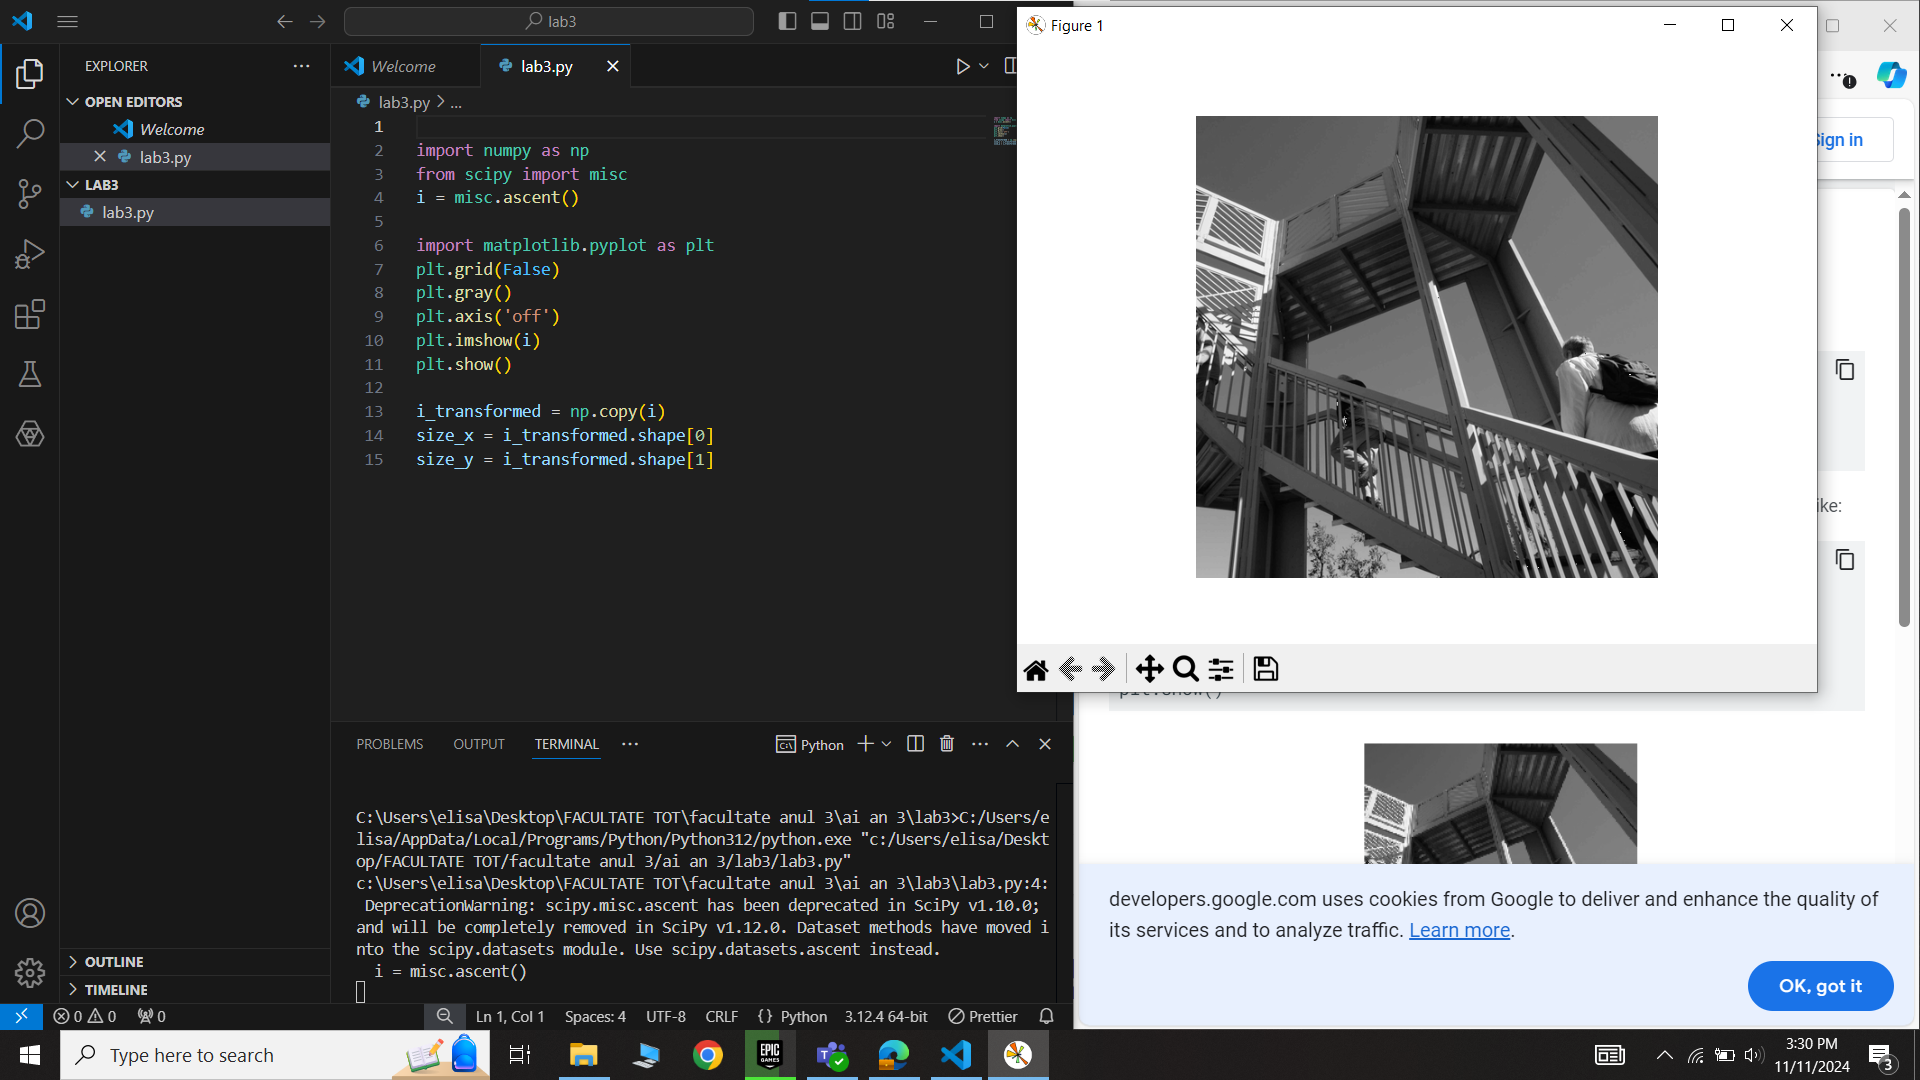 lab3
EXPLORER
OPEN EDITORS
Welcome
lab3.py
LAB3
lab3.py
OUTLINE
TIMELINE
Welcome
lab3.py
lab3.py > ...
1
2 import numpy as np
3 from scipy import misc
4 i = misc.ascent()
5
6 import matplotlib.pyplot as plt
7 plt.grid(False)
8 plt.gray()
9 plt.axis('off')
10 plt.imshow(i)
11 plt.show()
12
13 i_transformed = np.copy(i)
14 size_x = i_transformed.shape[0]
15 size_y = i_transformed.shape[1]
PROBLEMS OUTPUT TERMINAL ... Python
C:\Users\elisa\Desktop\FACULTATE TOT\facultate anul 3\ai an 3\lab3>C:/Users/e
lisa/AppData/Local/Programs/Python/Python312/python.exe "c:/Users/elisa/Deskt
op/FACULTATE TOT/facultate anul 3/ai an 3/lab3/lab3.py"
c:\Users\elisa\Desktop\FACULTATE TOT\facultate anul 3\ai an 3\lab3\lab3.py:4:
DeprecationWarning: scipy.misc.ascent has been deprecated in SciPy v1.10.0;
and will be completely removed in SciPy v1.12.0. Dataset methods have moved i
nto the scipy.datasets module. Use scipy.datasets.ascent instead.
i = misc.ascent()
0 0 0 Ln 1, Col 1 Spaces: 4 UTF-8 CRLF {} Python 3.12.4 64-bit Prettier
Figure 1
Sign in
ike:
plt.show()
developers.google.com uses cookies from Google to deliver and enhance the quality of
its services and to analyze traffic. Learn more.
OK, got it
Type here to search
EPIC GAMES
3:30 PM
11/11/2024
3